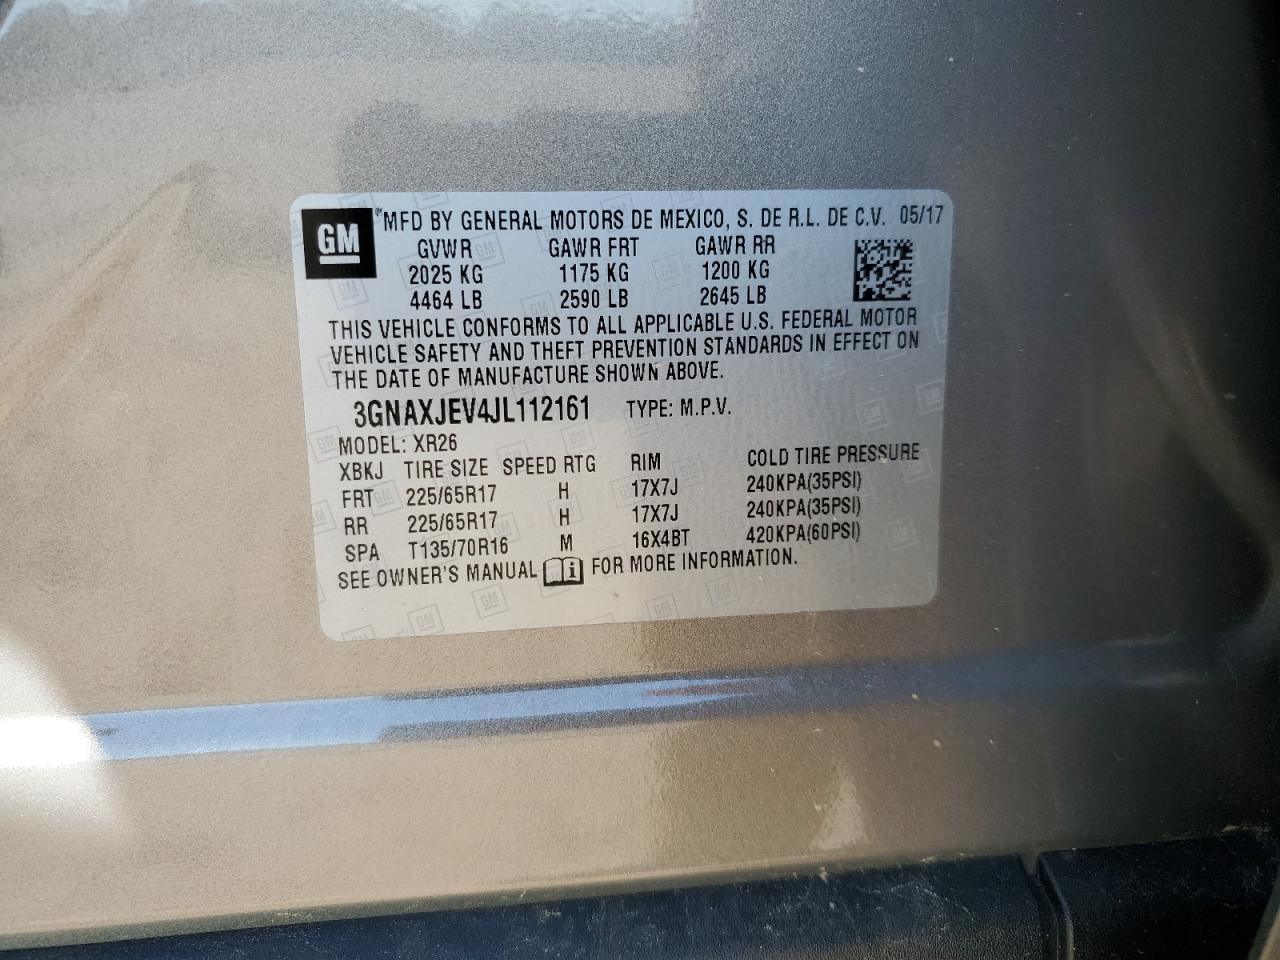 GM ® MFD BY GENERAL MOTORS DE MEXICO, S. DE R.L. DE C.V. 05/17
GVWR GAWR FRT GAWR RR
2025 KG 1175 KG 1200 KG
4464 LB 2590 LB 2645 LB
THIS VEHICLE CONFORMS TO ALL APPLICABLE U.S. FEDERAL MOTOR
VEHICLE SAFETY AND THEFT PREVENTION STANDARDS IN EFFECT ON
THE DATE OF MANUFACTURE SHOWN ABOVE.
3GNAXJEV4JL112161 TYPE: M.P.V.
MODEL: XR26
XBKJ TIRE SIZE SPEED RTG RIM COLD TIRE PRESSURE
FRT 225/65R17 H 17X7J 240KPA(35PSI)
RR 225/65R17 H 17X7J 240KPA(35PSI)
SPA T135/70R16 M 16X4BT 420KPA(60PSI)
SEE OWNER'S MANUAL FOR MORE INFORMATION.